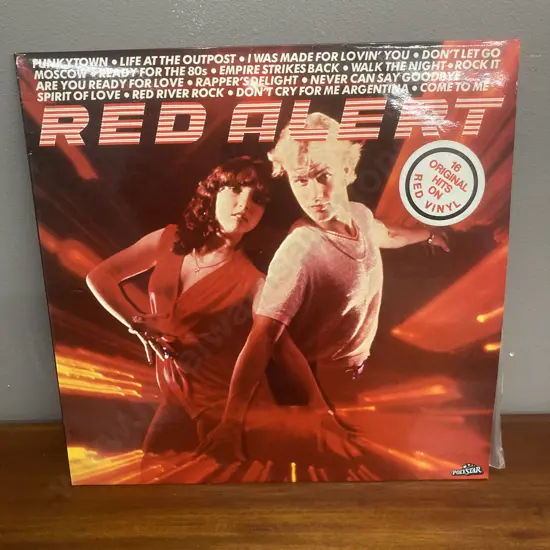 FUNKYTOWN • LIFE AT THE OUTPOST • I WAS MADE FOR LOVIN' YOU • DON'T LET GO
MOSCOW • READY FOR THE 80s • EMPIRE STRIKES BACK • WALK THE NIGHT • ROCK IT
ARE YOU READY FOR LOVE • RAPPER'S DELIGHT • NEVER CAN SAY GOODBYE
SPIRIT OF LOVE • RED RIVER ROCK • DON'T CRY FOR ME ARGENTINA • COME TO ME
RED ALERT
16
ORIGINAL
HITS ON
RED VINYL
POLYSTAR